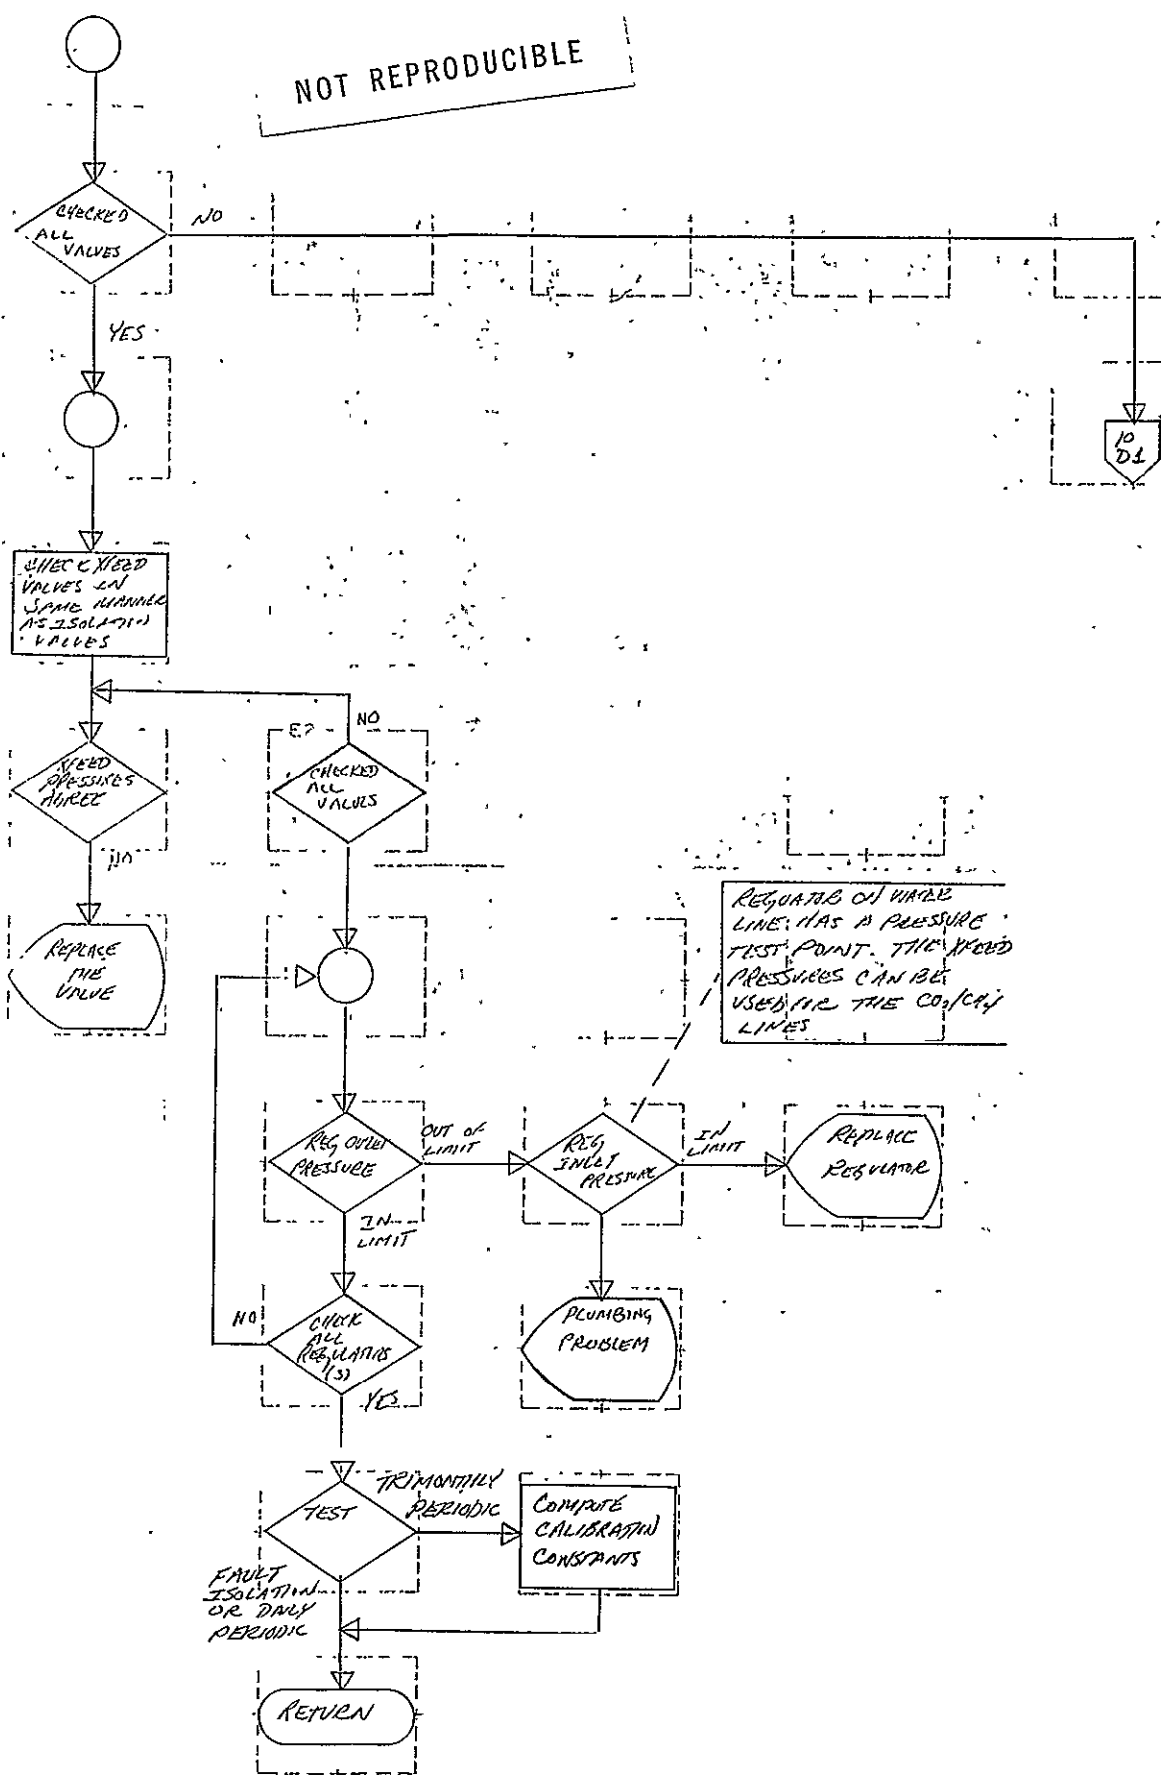 NOT REPRODUCIBLE
CHECKED
ALL
VALVES
NO
YES
10
D1
CHECK XFEED
VALVES IN
SAME MANNER
AS ISOLATION
VALVES
NO
E2
XFEED
PRESSURES
AGREE
CHECKED
ALL
VALVES
NO
REPLACE
THE
VALVE
REGUATOR ON WATER
LINE HAS A PRESSURE
TEST POINT. THE XFEED
PRESSURES CAN BE
USED FOR THE CO2/CH4
LINES
REG OUTLET
PRESSURE
OUT OF
LIMIT
REG
INLET
PRESSURE
IN
LIMIT
REPLACE
REGULATOR
IN
LIMIT
NO
CHECK
ALL
REGULATORS
(3)
YES
PLUMBING
PROBLEM
TEST
TRIMONTHLY
PERIODIC
COMPUTE
CALIBRATION
CONSTANTS
FAULT
ISOLATION
OR DAILY
PERIODIC
RETURN